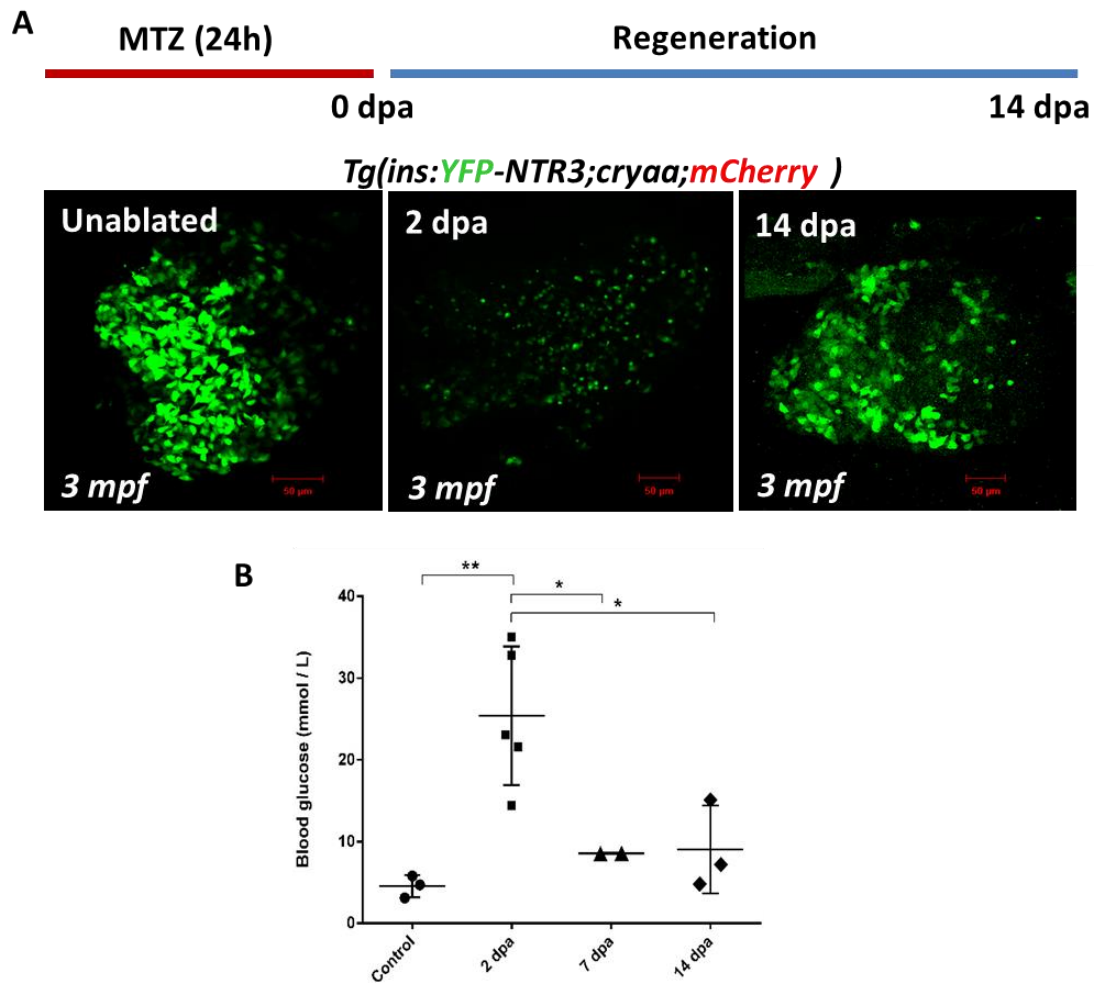 A
MTZ (24h) Regeneration
0 dpa 14 dpa
Tg(ins:YFP-NTR3;cryaa;mCherry )
Unablated 2 dpa 14 dpa
3 mpf 50 µm 3 mpf 50 µm 3 mpf 50 µm
B
**
*
*
Blood glucose (mmol / L)
40
30
20
10
0
Control 2 dpa 7 dpa 14 dpa